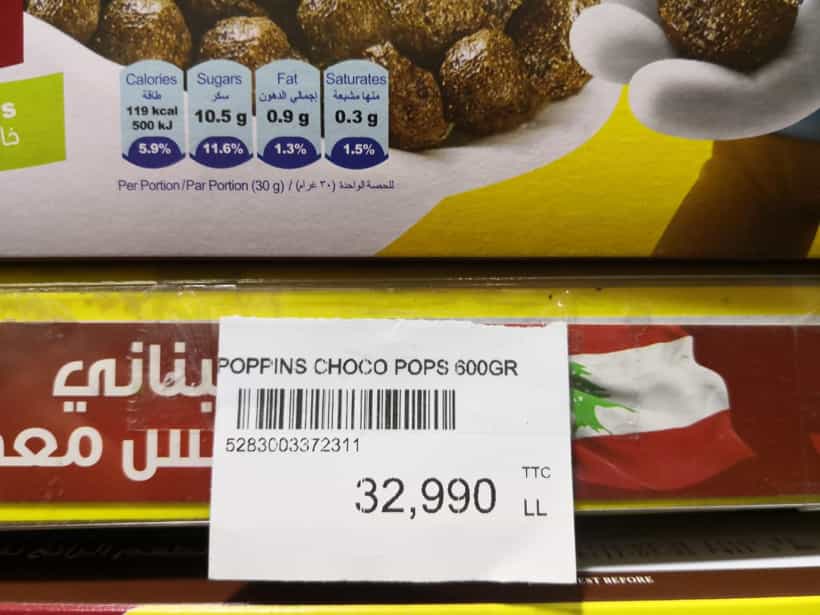 Calories
طاقة
119 kcal
500 kJ
5.9%
Sugars
سكر
10.5 g
11.6%
Fat
إجمالي الدهون
0.9 g
1.3%
Saturates
منها مشبعة
0.3 g
1.5%
Per Portion/Par Portion (30 g) / للحصة الواحدة (٣٠ غرام)
POPPINS CHOCO POPS 600GR
5283003372311
32,990
TTC
LL